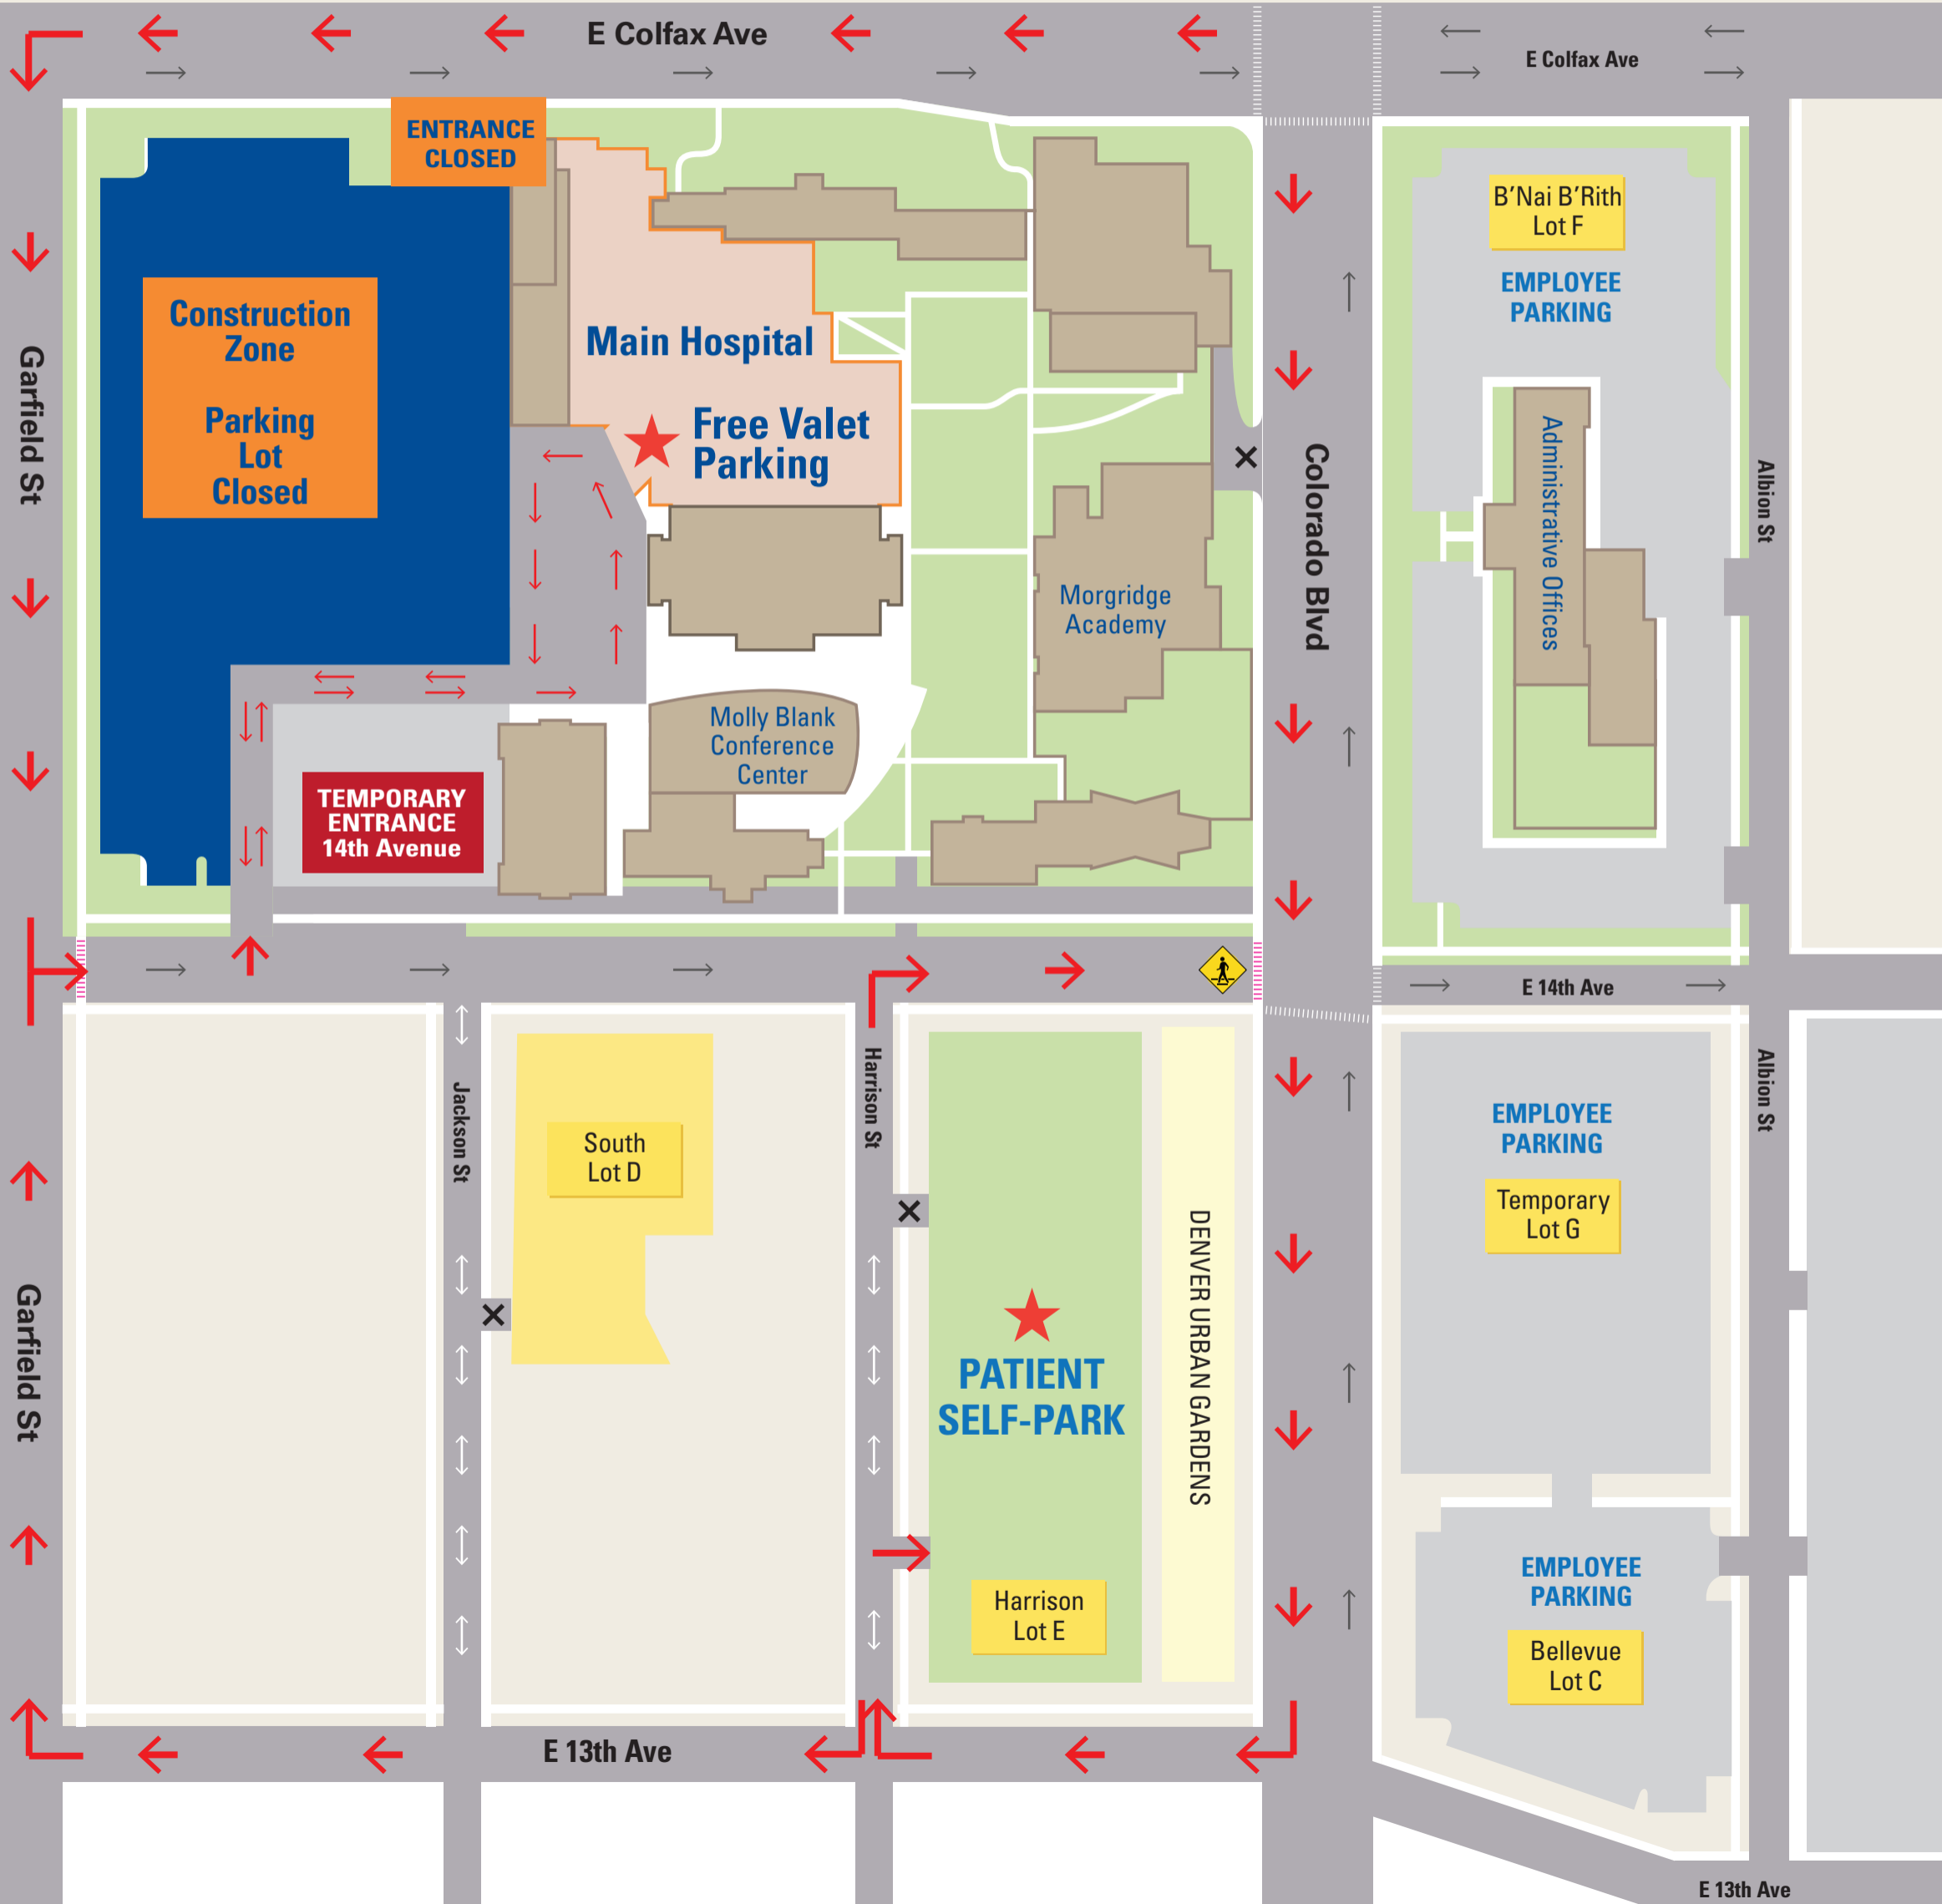 E Colfax Ave
E Colfax Ave
ENTRANCE
CLOSED
B’Nai B’Rith
Lot F
EMPLOYEE
PARKING
Construction
Zone
Parking
Lot
Closed
Main Hospital
Free Valet
Parking
Garfield St
Colorado Blvd
Administrative Offices
Albion St
Morgridge
Academy
Molly Blank
Conference
Center
TEMPORARY
ENTRANCE
14th Avenue
E 14th Ave
Jackson St
Harrison St
Albion St
South
Lot D
EMPLOYEE
PARKING
Temporary
Lot G
DENVER URBAN GARDENS
Garfield St
PATIENT
SELF-PARK
Harrison
Lot E
EMPLOYEE
PARKING
Bellevue
Lot C
E 13th Ave
E 13th Ave